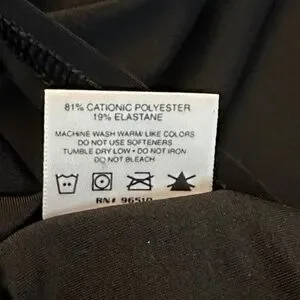 81% CATIONIC POLYESTER
19% ELASTANE
MACHINE WASH WARM/ LIKE COLORS
DO NOT USE SOFTENERS
TUMBLE DRY LOW • DO NOT IRON
DO NOT BLEACH
RN# 96510